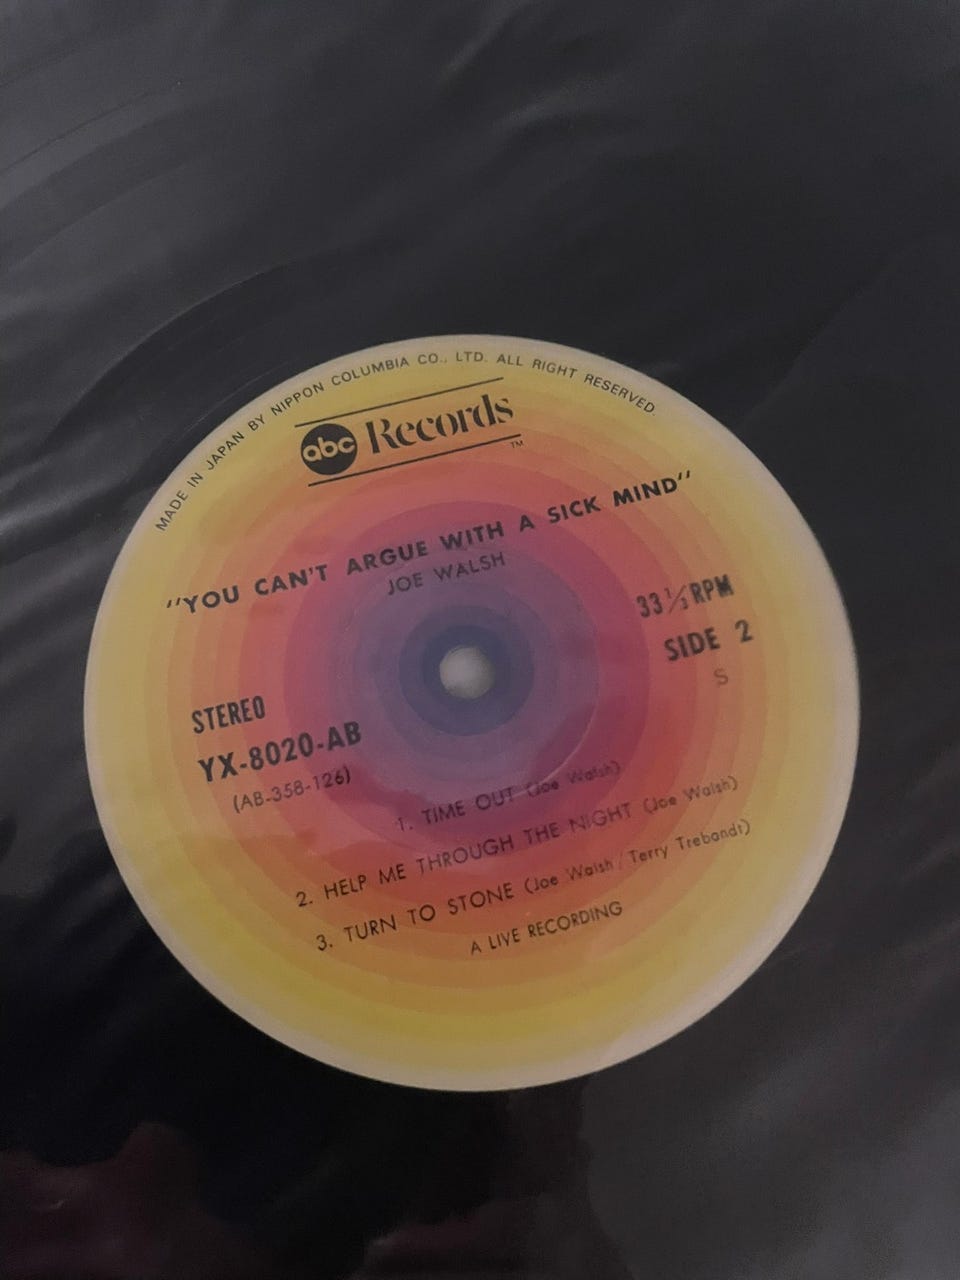 MADE IN JAPAN BY NIPPON COLUMBIA CO., LTD. ALL RIGHT RESERVED.
abc Records™
"YOU CAN'T ARGUE WITH A SICK MIND"
JOE WALSH
33 1/3 RPM
SIDE 2
S
STEREO
YX-8020-AB
(AB-358-126)
1. TIME OUT (Joe Walsh)
2. HELP ME THROUGH THE NIGHT (Joe Walsh)
3. TURN TO STONE (Joe Walsh / Terry Trebandt)
A LIVE RECORDING